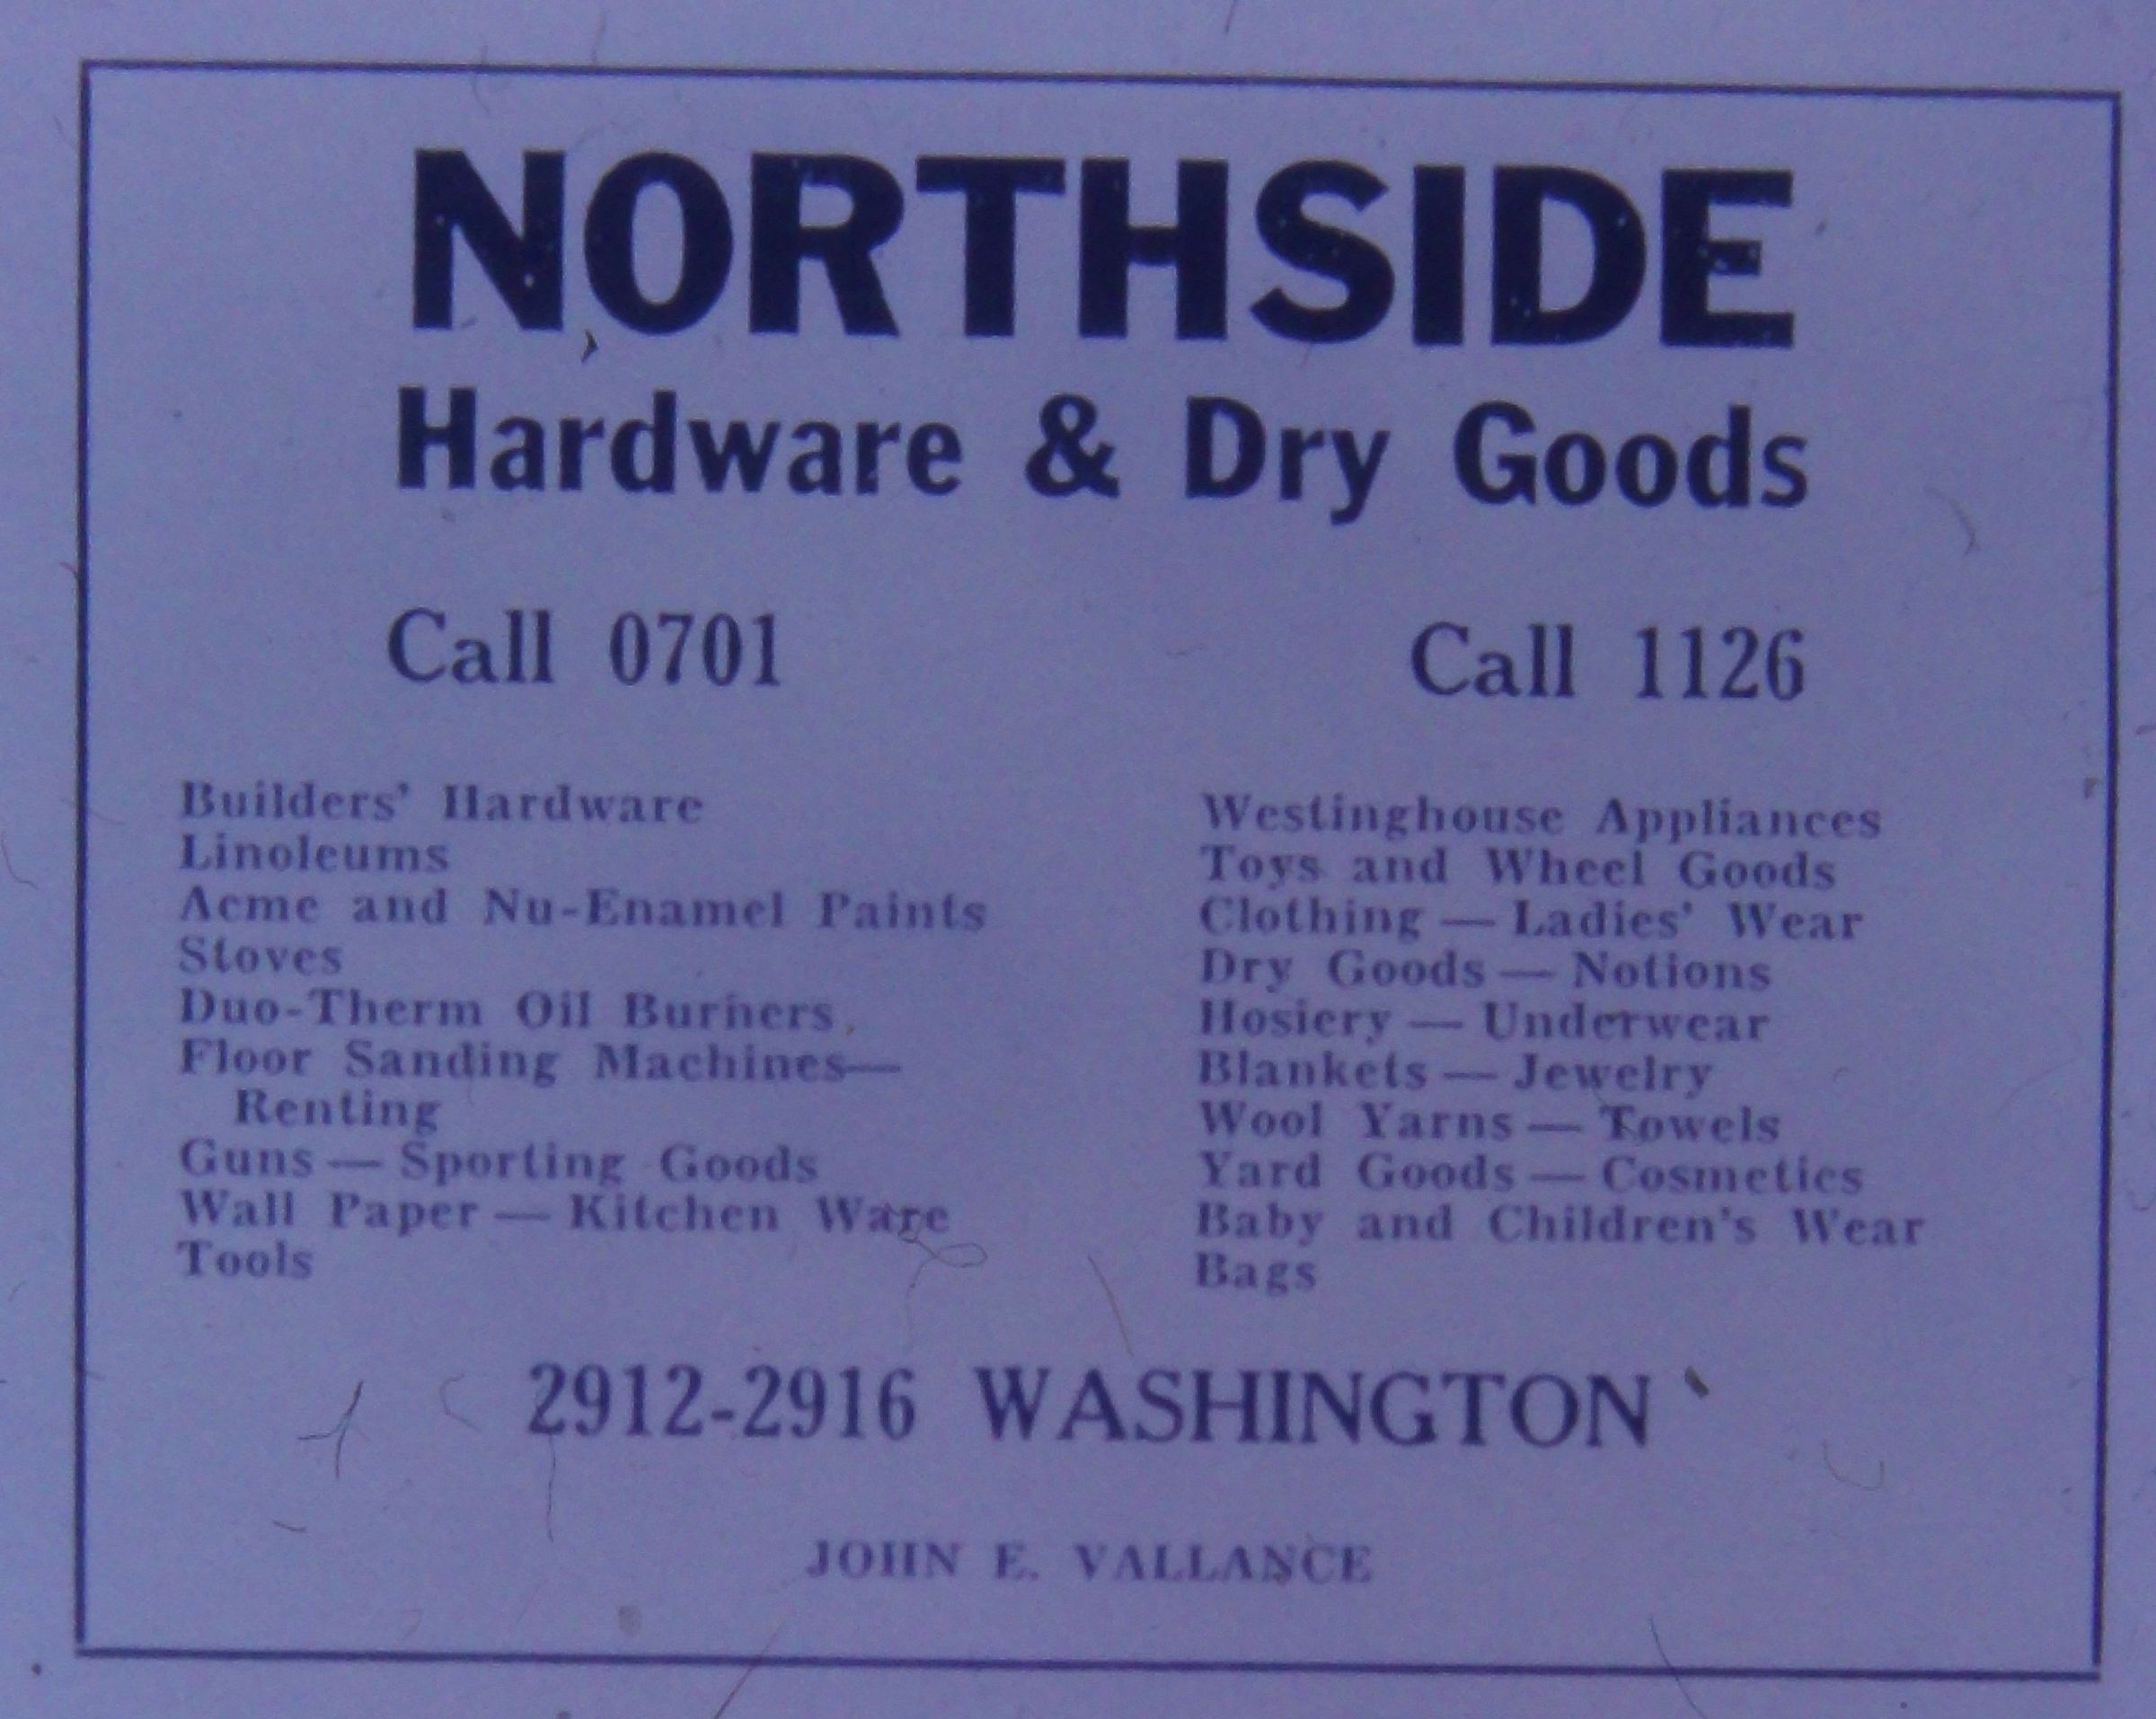 NORTHSIDE
Hardware & Dry Goods
Call 0701
Builders' Hardware
Linoleums
Acme and Nu-Enamel Paints
Stoves
Duo-Therm Oil Burners
Floor Sanding Machines—
Renting
Guns — Sporting Goods
Wall Paper — Kitchen Ware
Tools
Call 1126
Westinghouse Appliances
Toys and Wheel Goods
Clothing — Ladies' Wear
Dry Goods — Notions
Hosiery — Underwear
Blankets — Jewelry
Wool Yarns — Towels
Yard Goods — Cosmetics
Baby and Children's Wear
Bags
2912-2916 WASHINGTON
JOHN E. VALLANCE